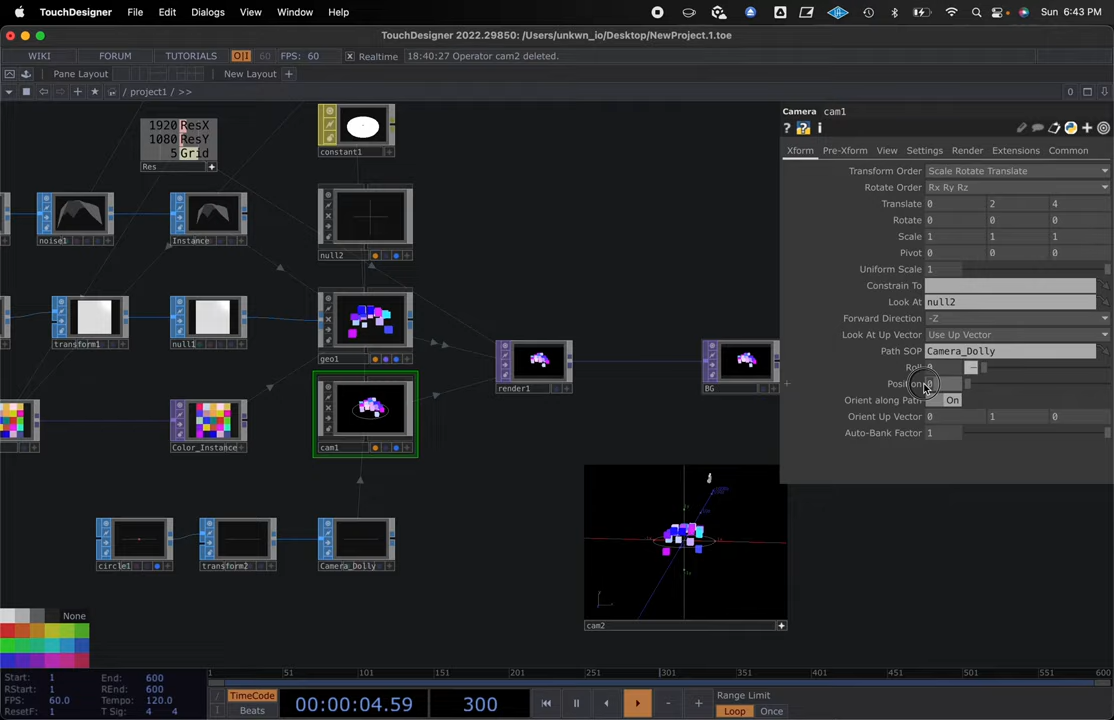 TouchDesigner File Edit Dialogs View Window Help Sun 6:43 PM
TouchDesigner 2022.29850: /Users/unkwn_io/Desktop/NewProject.1.toe
WIKI FORUM TUTORIALS O|I 60 FPS: 60 Realtime 18:40:27 Operator cam2 deleted.
Pane Layout New Layout +
/ project1 / >> 0
Camera cam1
1920 ResX
1080 ResY
5 Grid
Res
constant1
Xform Pre-Xform View Settings Render Extensions Common
Transform Order Scale Rotate Translate
Rotate Order Rx Ry Rz
Translate 0 2 4
Rotate 0 0 0
Scale 1 1 1
Pivot 0 0 0
Uniform Scale 1
Constrain To
Look At null2
Forward Direction -Z
Look At Up Vector Use Up Vector
Path SOP Camera_Dolly
Roll 0
Position 0
Orient along Path On
Orient Up Vector 0 1 0
Auto-Bank Factor 1
noise1 Instance null2
transform1 null1 geo1
render1 BG
Color_Instance cam1
circle1 transform2 Camera_Dolly
cam2
None
1 51 101 151 201 251 301 351 401 451 501 551 600
Start: 1 End: 600
RStart: 1 REnd: 600
FPS: 60.0 Tempo: 120.0
ResetF: 1 T Sig: 4 4
TimeCode 00:00:04.59 300 Range Limit
Beats Loop Once